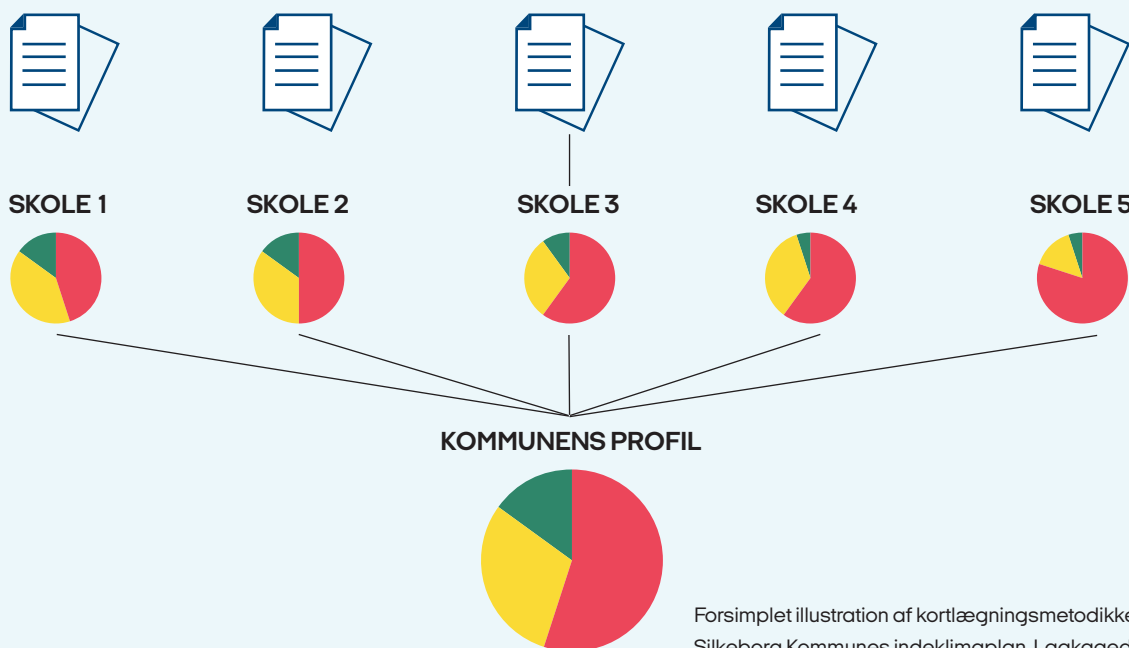 SKOLE 1
SKOLE 2
SKOLE 3
SKOLE 4
SKOLE 5
KOMMUNENS PROFIL
Forsimplet illustration af kortlægningsmetodikke
Silkeborg Kommunes indeklimaplan. Lagkaged